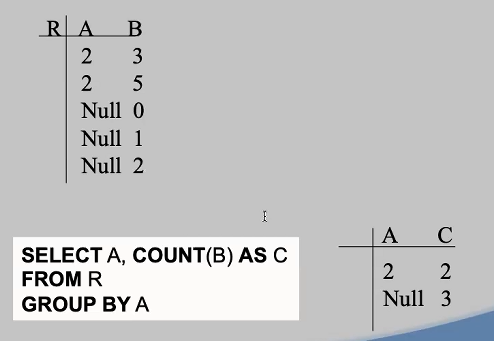 R A B
2 3
2 5
Null 0
Null 1
Null 2
SELECT A, COUNT(B) AS C
FROM R
GROUP BY A
A C
2 2
Null 3